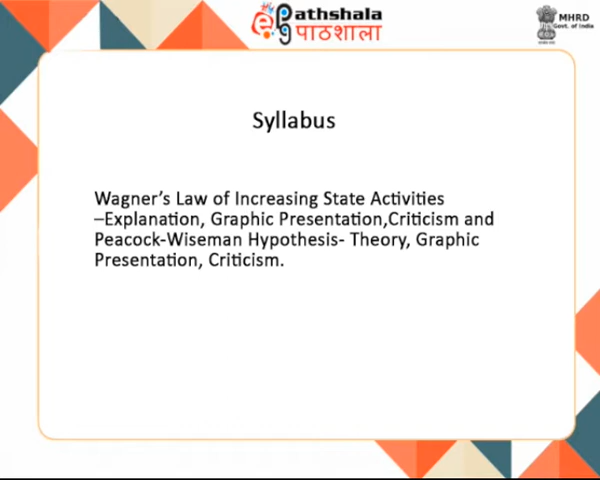 Pathshala
पाठशाला
MHRD
Govt. of India
Syllabus
Wagner's Law of Increasing State Activities
–Explanation, Graphic Presentation,Criticism and
Peacock-Wiseman Hypothesis- Theory, Graphic
Presentation, Criticism.